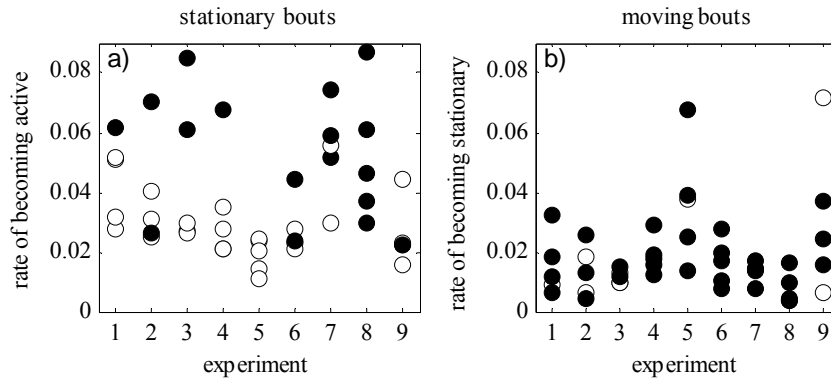 stationary bouts
a)
rate of becoming active
0.08
0.06
0.04
0.02
0
1 2 3 4 5 6 7 8 9
experiment
moving bouts
b)
rate of becoming stationary
0.08
0.06
0.04
0.02
0
1 2 3 4 5 6 7 8 9
experiment